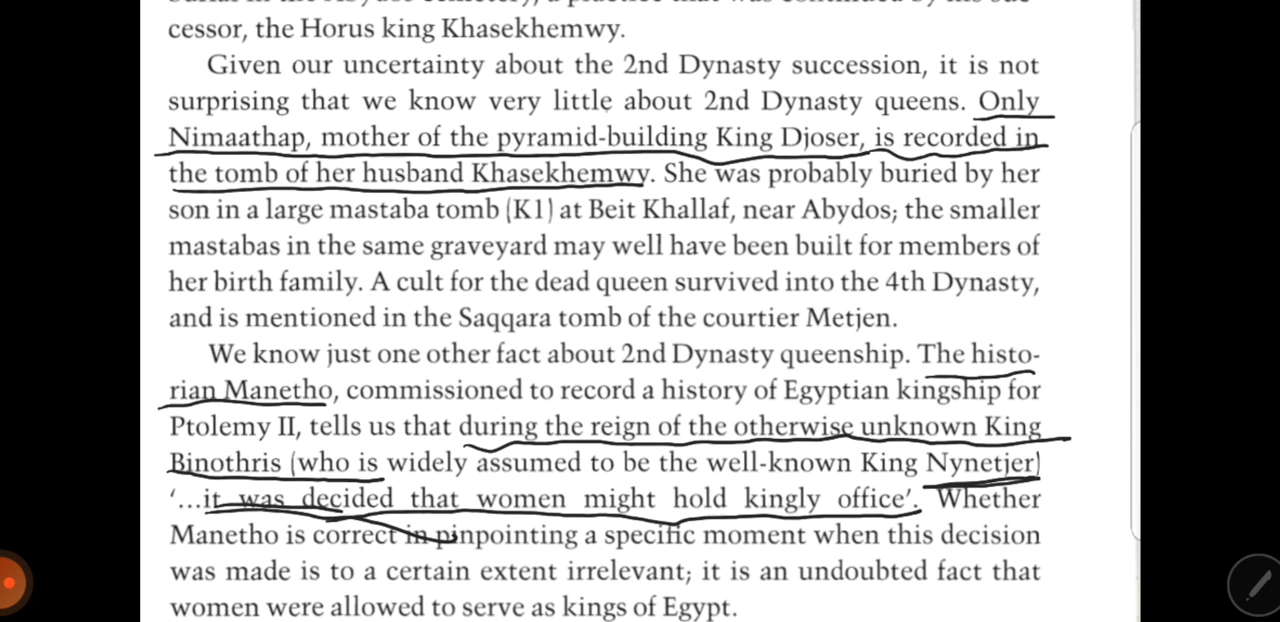 cessor, the Horus king Khasekhemwy.
Given our uncertainty about the 2nd Dynasty succession, it is not
surprising that we know very little about 2nd Dynasty queens. Only
Nimaathap, mother of the pyramid-building King Djoser, is recorded in
the tomb of her husband Khasekhemwy. She was probably buried by her
son in a large mastaba tomb (K1) at Beit Khallaf, near Abydos; the smaller
mastabas in the same graveyard may well have been built for members of
her birth family. A cult for the dead queen survived into the 4th Dynasty,
and is mentioned in the Saqqara tomb of the courtier Metjen.
We know just one other fact about 2nd Dynasty queenship. The histo-
rian Manetho, commissioned to record a history of Egyptian kingship for
Ptolemy II, tells us that during the reign of the otherwise unknown King
Binothris (who is widely assumed to be the well-known King Nynetjer)
‘...it was decided that women might hold kingly office’. Whether
Manetho is correct in pinpointing a specific moment when this decision
was made is to a certain extent irrelevant; it is an undoubted fact that
women were allowed to serve as kings of Egypt.